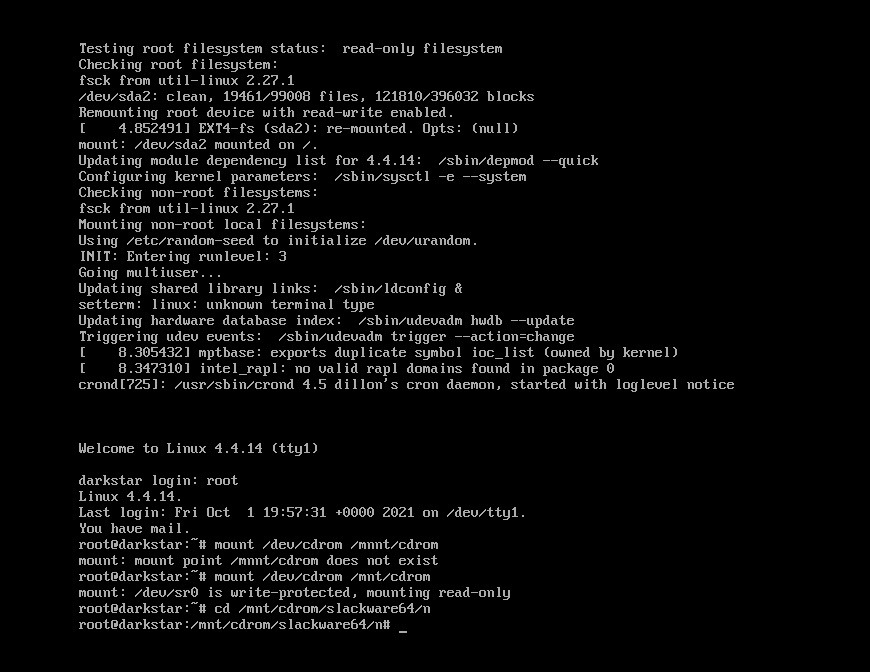 Testing root filesystem status:  read-only filesystem
Checking root filesystem:
fsck from util-linux 2.27.1
/dev/sda2: clean, 19461/99008 files, 121810/396032 blocks
Remounting root device with read-write enabled.
[    4.852491] EXT4-fs (sda2): re-mounted. Opts: (null)
mount: /dev/sda2 mounted on /.
Updating module dependency list for 4.4.14:  /sbin/depmod --quick
Configuring kernel parameters:  /sbin/sysctl -e --system
Checking non-root filesystems:
fsck from util-linux 2.27.1
Mounting non-root local filesystems:
Using /etc/random-seed to initialize /dev/urandom.
INIT: Entering runlevel: 3
Going multiuser...
Updating shared library links:  /sbin/ldconfig &
setterm: linux: unknown terminal type
Updating hardware database index:  /sbin/udevadm hwdb --update
Triggering udev events:  /sbin/udevadm trigger --action=change
[    8.305432] mptbase: exports duplicate symbol ioc_list (owned by kernel)
[    8.347310] intel_rapl: no valid rapl domains found in package 0
crond[725]: /usr/sbin/crond 4.5 dillon's cron daemon, started with loglevel notice
Welcome to Linux 4.4.14 (tty1)
darkstar login: root
Linux 4.4.14.
Last login: Fri Oct  1 19:57:31 +0000 2021 on /dev/tty1.
You have mail.
root@darkstar:~# mount /dev/cdrom /mnnt/cdrom
mount: mount point /mnnt/cdrom does not exist
root@darkstar:~# mount /dev/cdrom /mnt/cdrom
mount: /dev/sr0 is write-protected, mounting read-only
root@darkstar:~# cd /mnt/cdrom/slackware64/n
root@darkstar:/mnt/cdrom/slackware64/n# _